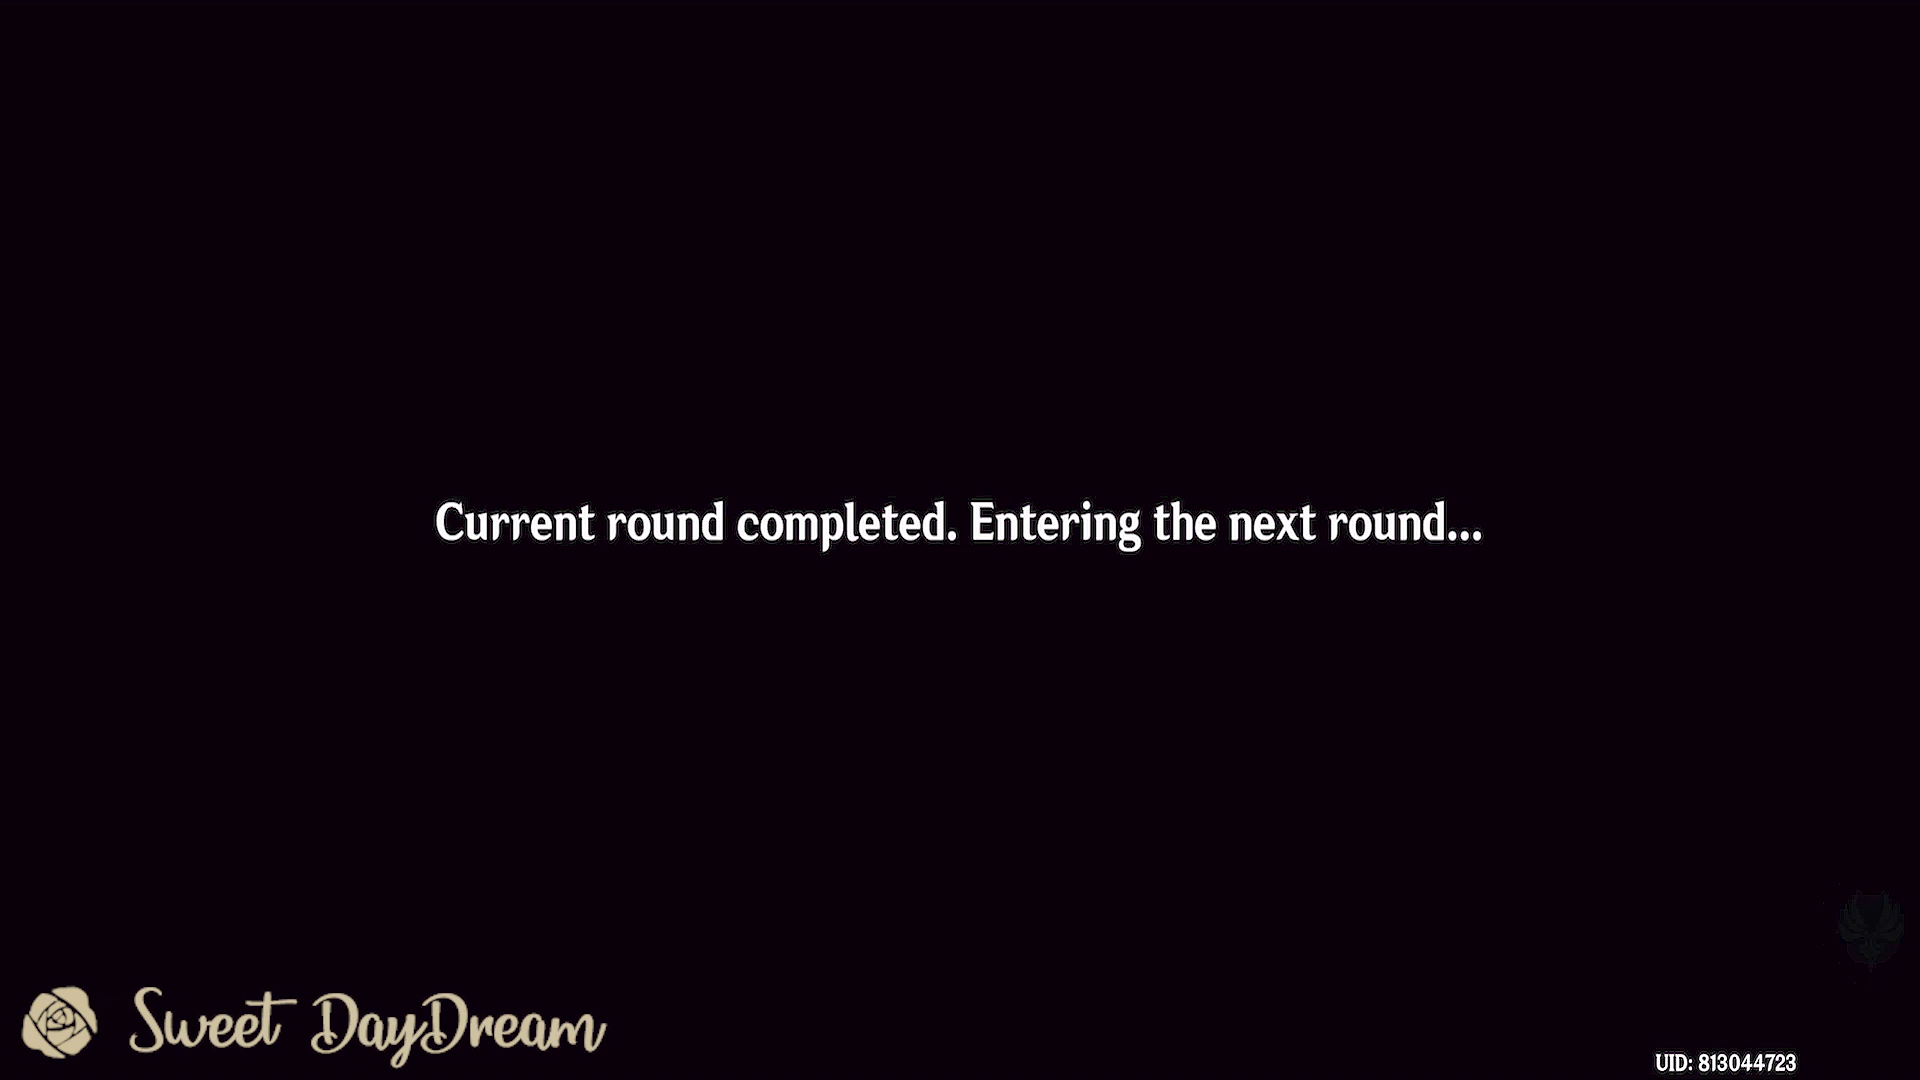 Current round completed. Entering the next round...
Sweet DayDream
UID: 813044723